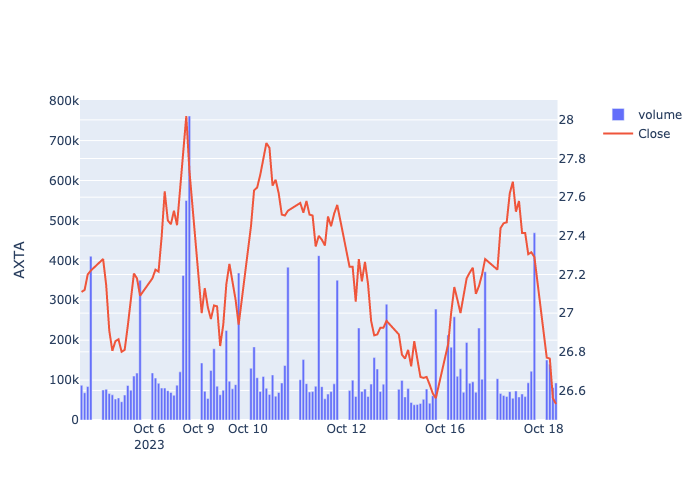 800k
700k
600k
500k
400k
300k
200k
100k
0
AXTA
28
27.8
27.6
27.4
27.2
27
26.8
26.6
Oct 6
2023
Oct 9
Oct 10
Oct 12
Oct 16
Oct 18
volume
Close